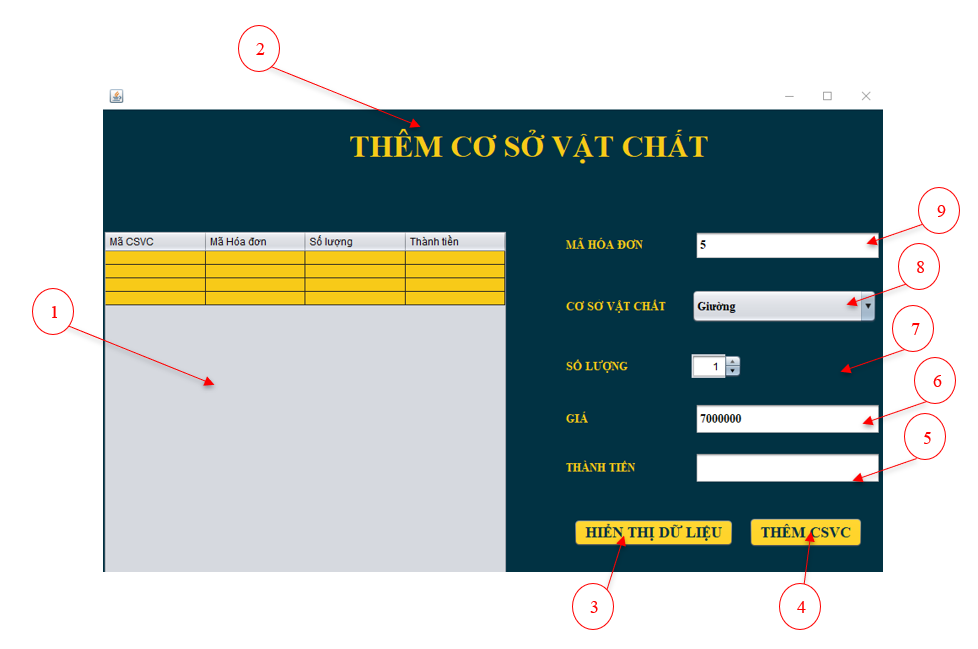 2
THÊM CƠ SỞ VẬT CHẤT
9
Mã CSVC Mã Hóa đơn Số lượng Thành tiền
MÃ HÓA ĐƠN 5
8
CƠ SƠ VẬT CHẤT Giường
1
7
SỐ LƯỢNG 1
6
GIÁ 7000000
5
THÀNH TIỀN
HIỂN THỊ DỮ LIỆU THÊM CSVC
3 4